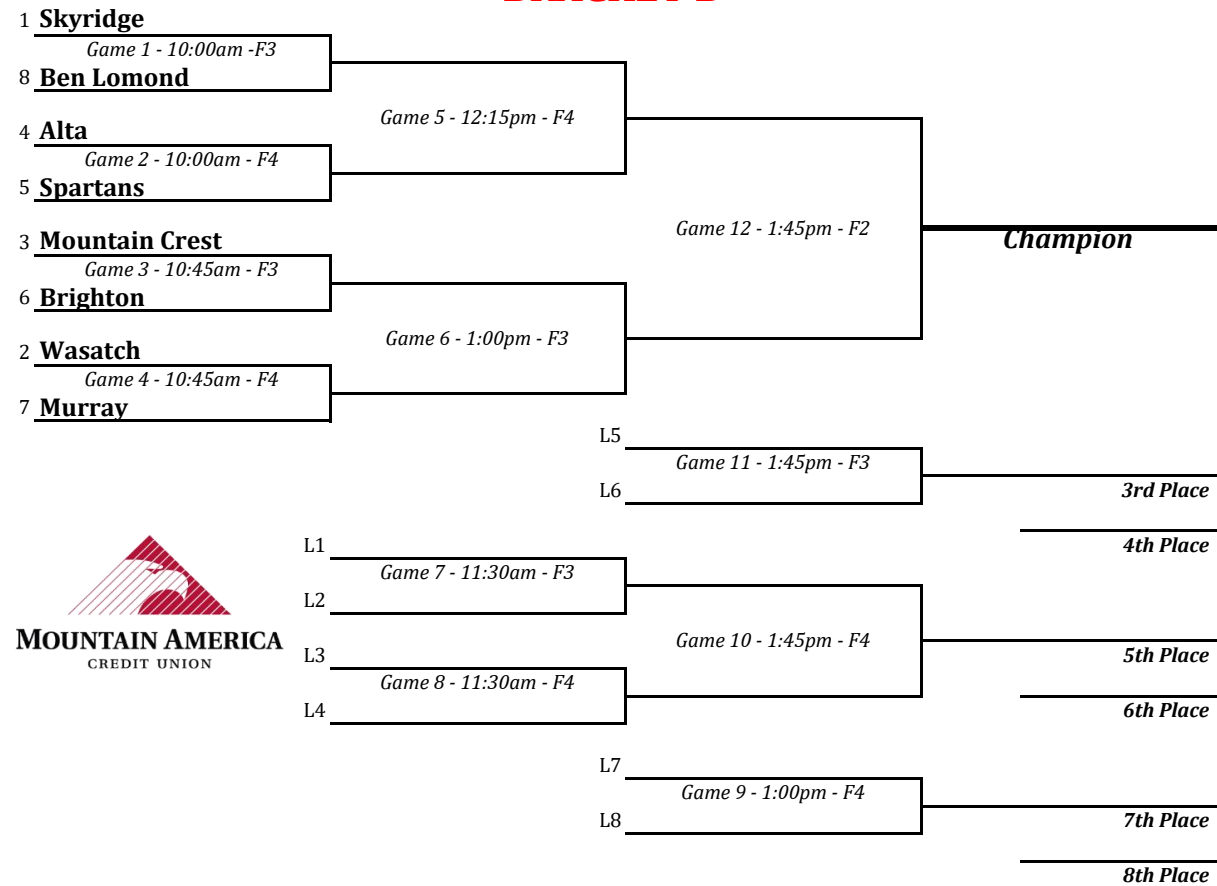 1 Skyridge
Game 1 - 10:00am -F3
8 Ben Lomond
Game 5 - 12:15pm - F4
4 Alta
Game 2 - 10:00am - F4
5 Spartans
Game 12 - 1:45pm - F2
Champion
3 Mountain Crest
Game 3 - 10:45am - F3
6 Brighton
Game 6 - 1:00pm - F3
2 Wasatch
Game 4 - 10:45am - F4
7 Murray
L5
Game 11 - 1:45pm - F3
L6
3rd Place
4th Place
L1
Game 7 - 11:30am - F3
L2
MOUNTAIN AMERICA
CREDIT UNION
Game 10 - 1:45pm - F4
L3
5th Place
Game 8 - 11:30am - F4
L4
6th Place
L7
Game 9 - 1:00pm - F4
L8
7th Place
8th Place